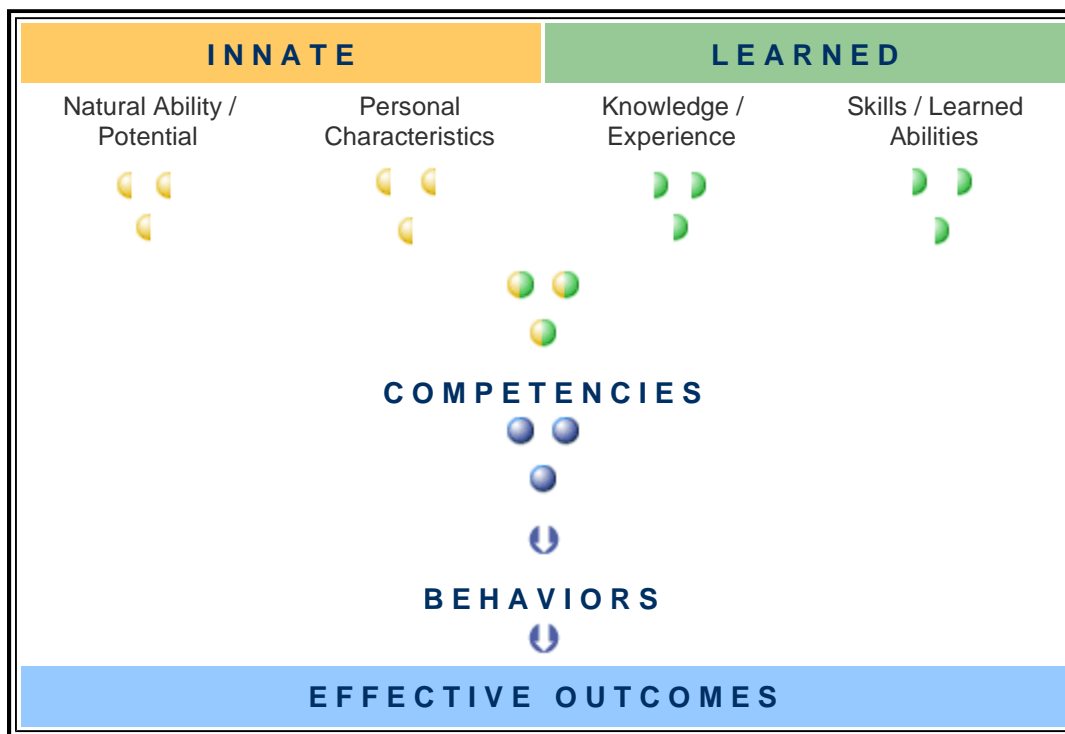 INNATE LEARNED
Natural Ability / Potential
Personal Characteristics
Knowledge / Experience
Skills / Learned Abilities
COMPETENCIES
BEHAVIORS
EFFECTIVE OUTCOMES